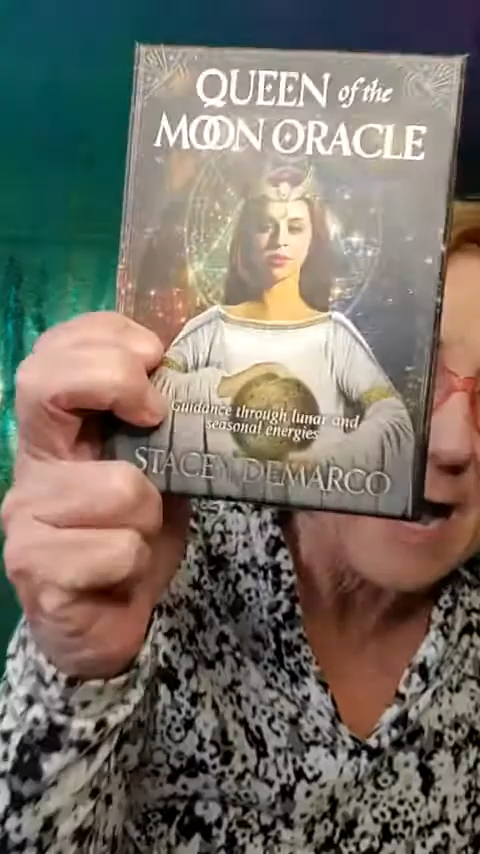 QUEEN of the
MOON ORACLE
Guidance through lunar and
seasonal energies
STACEY DEMARCO